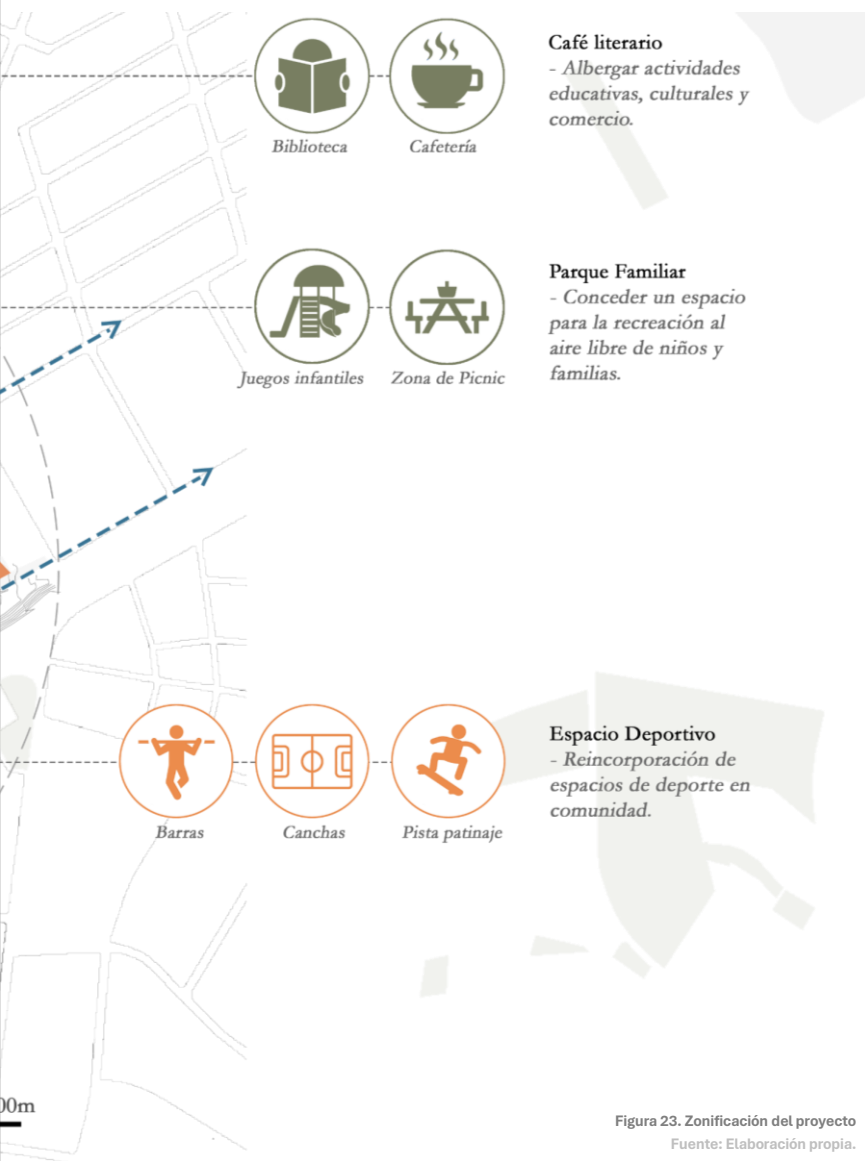 Café literario
- Albergar actividades
educativas, culturales y
comercio.
Biblioteca
Cafetería
Parque Familiar
- Conceder un espacio
para la recreación al
aire libre de niños y
familias.
Juegos infantiles
Zona de Picnic
Espacio Deportivo
- Reincorporación de
espacios de deporte en
comunidad.
Barras
Canchas
Pista patinaje
00m
Figura 23. Zonificación del proyecto
Fuente: Elaboración propia.